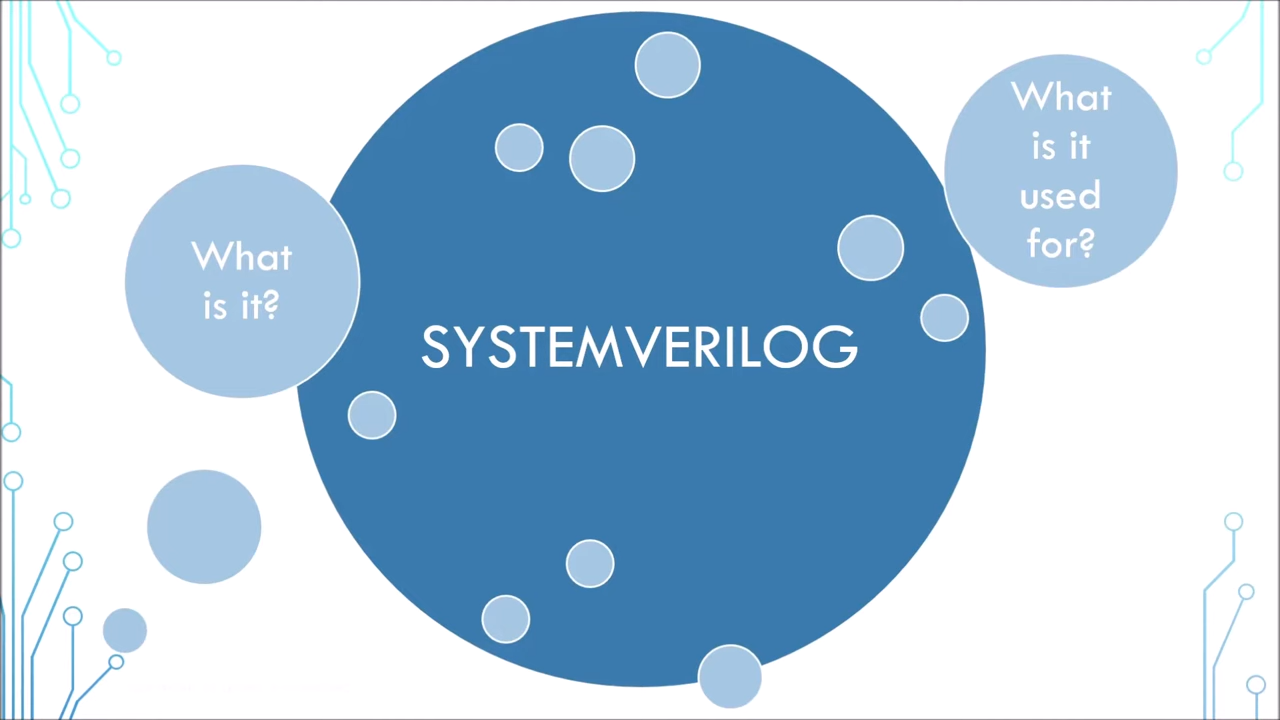 What
is it?
SYSTEMVERILOG
What
is it
used
for?